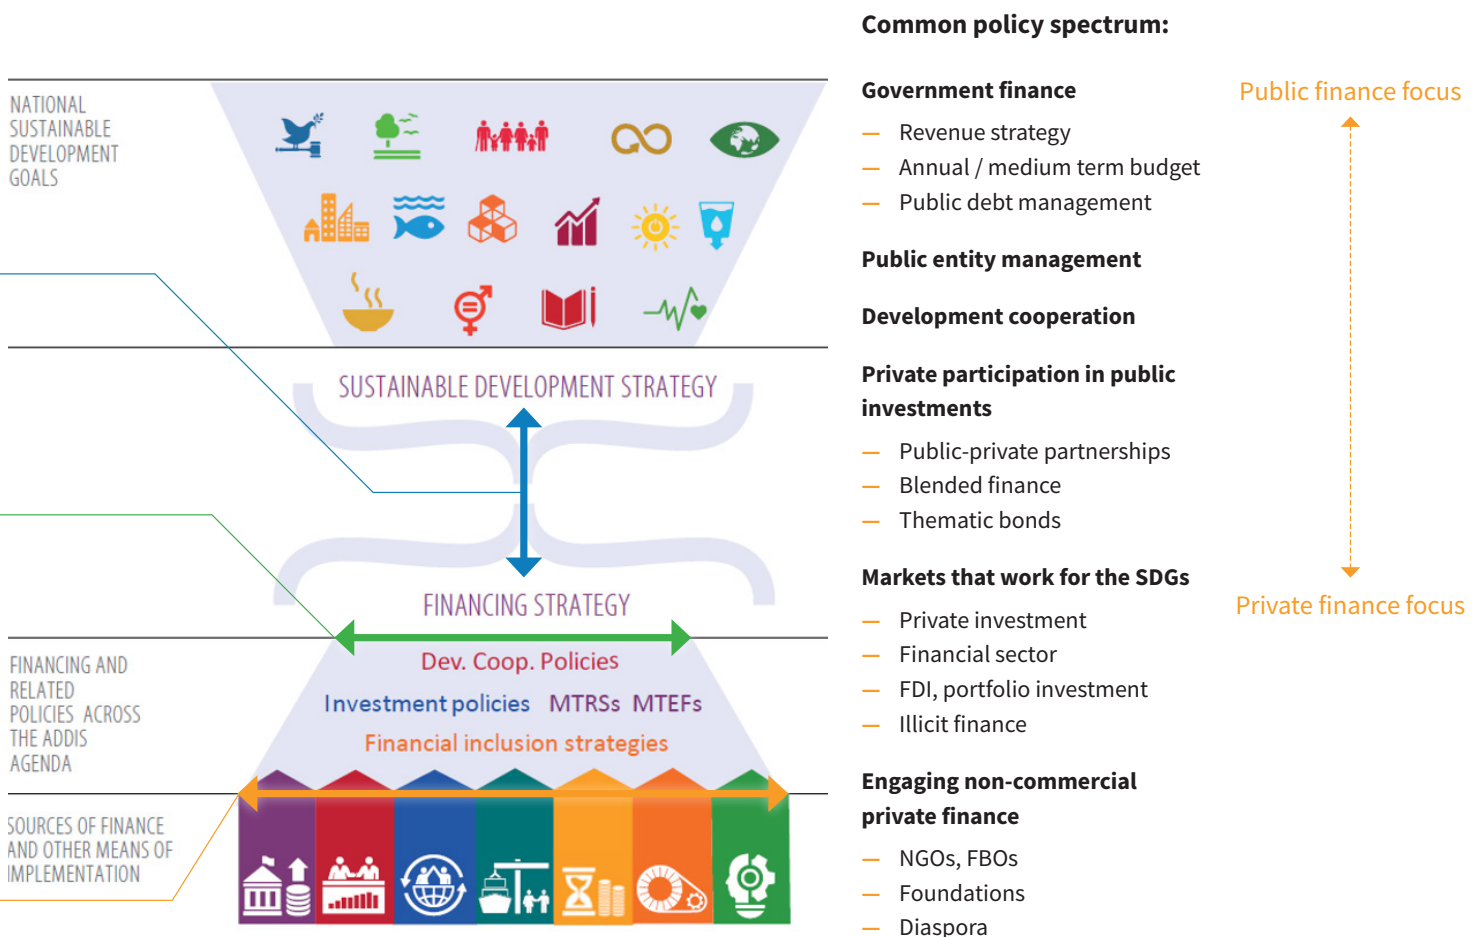 NATIONAL
SUSTAINABLE
DEVELOPMENT
GOALS
SUSTAINABLE DEVELOPMENT STRATEGY
FINANCING STRATEGY
FINANCING AND
RELATED
POLICIES ACROSS
THE ADDIS
AGENDA
Dev. Coop. Policies
Investment policies MTRSs MTEFs
Financial inclusion strategies
SOURCES OF FINANCE
AND OTHER MEANS OF
IMPLEMENTATION
Common policy spectrum:
Government finance
— Revenue strategy
— Annual / medium term budget
— Public debt management
Public entity management
Development cooperation
Private participation in public
investments
— Public-private partnerships
— Blended finance
— Thematic bonds
Markets that work for the SDGs
— Private investment
— Financial sector
— FDI, portfolio investment
— Illicit finance
Engaging non-commercial
private finance
— NGOs, FBOs
— Foundations
— Diaspora
Public finance focus
Private finance focus